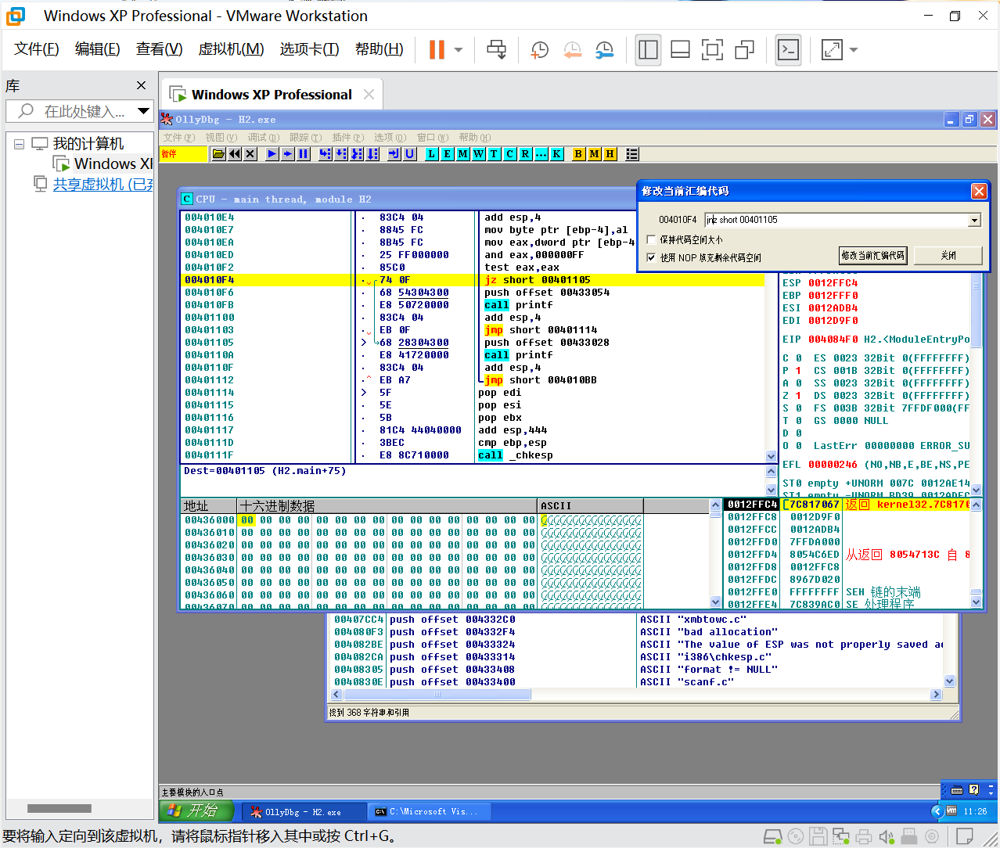 Windows XP Professional - VMware Workstation
文件(F) 编辑(E) 查看(V) 虚拟机(M) 选项卡(T) 帮助(H)
库
在此处键入...
我的计算机
Windows XI
共享虚拟机 (已弃
Windows XP Professional
OllyDbg - H2.exe
文件(F) 视图(V) 调试(D) 跟踪(T) 插件(P) 选项(O) 窗口(W) 帮助(H)
暂停 U L E M W T C R ... K B M H
C CPU - main thread, module H2
004010E4 . 83C4 04 add esp,4
004010E7 . 8845 FC mov byte ptr [ebp-4],al
004010EA . 8B45 FC mov eax,dword ptr [ebp-4
004010ED . 25 FF000000 and eax,000000FF
004010F2 . 85C0 test eax,eax
004010F4 . 74 0F jz short 00401105
004010F6 . 68 54304300 push offset 00433054
004010FB . E8 50720000 call printf
00401100 . 83C4 04 add esp,4
00401103 . EB 0F jmp short 00401114
00401105 > 68 28304300 push offset 00433028
0040110A . E8 41720000 call printf
0040110F . 83C4 04 add esp,4
00401112 .^ EB A7 jmp short 004010BB
00401114 > 5F pop edi
00401115 . 5E pop esi
00401116 . 5B pop ebx
00401117 . 81C4 44040000 add esp,444
0040111D . 3BEC cmp ebp,esp
0040111F . E8 8C710000 call _chkesp
Dest=00401105 (H2.main+75)
修改当前汇编代码
004010F4 jnz short 00401105
保持代码空间大小
使用 NOP 填充剩余代码空间
修改当前汇编代码 关闭
ESP 0012FFC4
EBP 0012FFF0
ESI 0012ADB4
EDI 0012D9F0
EIP 004084F0 H2.<ModuleEntryPo
C 0 ES 0023 32Bit 0(FFFFFFFF)
P 1 CS 001B 32Bit 0(FFFFFFFF)
A 0 SS 0023 32Bit 0(FFFFFFFF)
Z 1 DS 0023 32Bit 0(FFFFFFFF)
S 0 FS 003B 32Bit 7FFDF000(FF
T 0 GS 0000 NULL
D 0
O 0 LastErr 00000000 ERROR_SU
EFL 00000246 (NO,NB,E,BE,NS,PE
ST0 empty +UNORM 007C 0012AE14
ST1 empty -UNORM BD39 0012ADEC
地址 十六进制数据 ASCII
00436000 00 00 00 00 00 00 00 00 00 00 00 00 00 00 00 00
00436010 00 00 00 00 00 00 00 00 00 00 00 00 00 00 00 00
00436020 00 00 00 00 00 00 00 00 00 00 00 00 00 00 00 00
00436030 00 00 00 00 00 00 00 00 00 00 00 00 00 00 00 00
00436040 00 00 00 00 00 00 00 00 00 00 00 00 00 00 00 00
00436050 00 00 00 00 00 00 00 00 00 00 00 00 00 00 00 00
00436060 00 00 00 00 00 00 00 00 00 00 00 00 00 00 00 00
00436070 00 00 00 00 00 00 00 00 00 00 00 00 00 00 00 00
0012FFC4 [7C817067 返回 kernel32.7C8170
0012FFC8 0012D9F0
0012FFCC 0012ADB4
0012FFD0 7FFDA000
0012FFD4 8054C6ED 从返回 8054713C 自 8
0012FFD8 0012FFC8
0012FFDC 8967D020
0012FFE0 FFFFFFFF SEH 链的末端
0012FFE4 7C839AC0 SE 处理程序
00407CC4 push offset 004332C0 ASCII "xmbtowc.c"
004080F3 push offset 004332F4 ASCII "bad allocation"
004082BE push offset 00433324 ASCII "The value of ESP was not properly saved a
004082CA push offset 00433314 ASCII "i386\chkesp.c"
00408305 push offset 00433408 ASCII "format != NULL"
0040830E push offset 00433400 ASCII "scanf.c"
找到 368 字符串和引用
主要模块的入口点
开始 OllyDbg - H2.exe C:\Microsoft Vis... 11:26
要将输入定向到该虚拟机，请将鼠标指针移入其中或按 Ctrl+G。